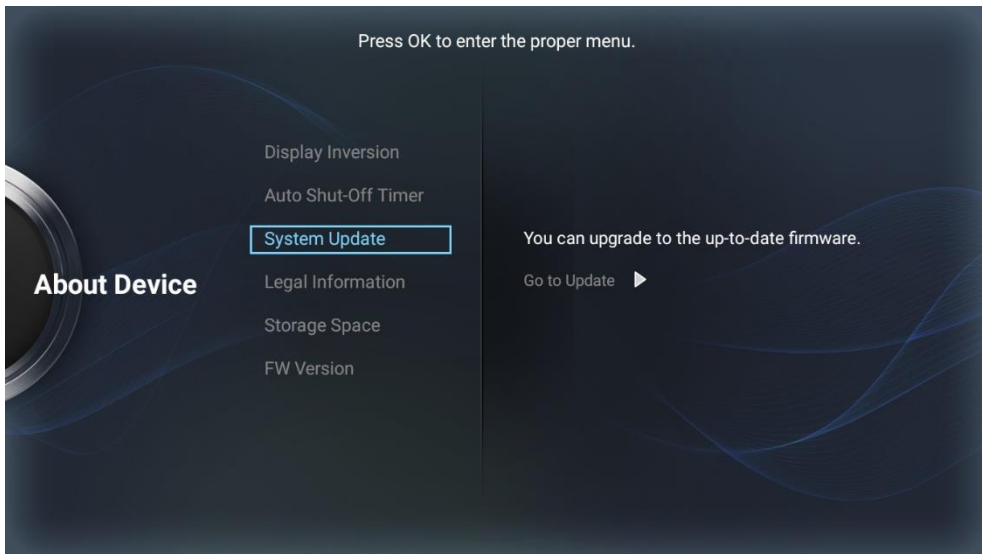 Press OK to enter the proper menu.
About Device
Display Inversion
Auto Shut-Off Timer
System Update
Legal Information
Storage Space
FW Version
You can upgrade to the up-to-date firmware.
Go to Update